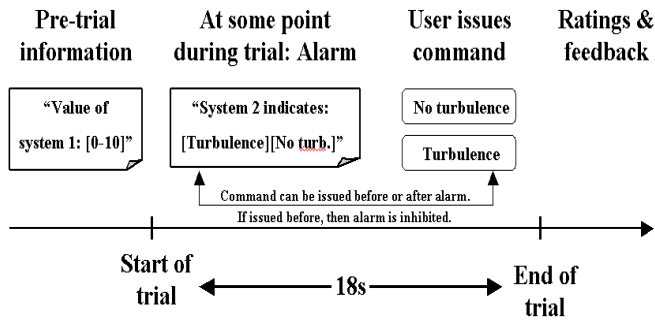 Pre-trial
information
At some point
during trial: Alarm
User issues
command
Ratings &
feedback
“Value of
system 1: [0-10]”
“System 2 indicates:
[Turbulence][No turb.]”
No turbulence
Turbulence
Command can be issued before or after alarm.
If issued before, then alarm is inhibited.
Start of
trial
18s
End of
trial